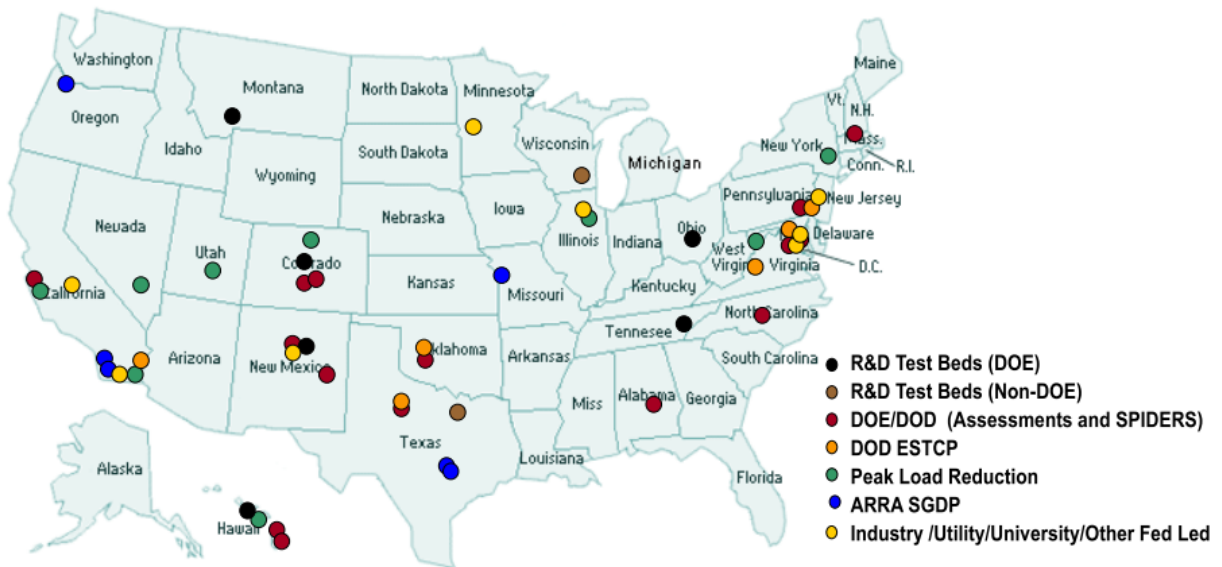 Washington
Maine
Montana
North Dakota
Minnesota
Vt.
N.H.
Oregon
Wisconsin
Mass.
Idaho
South Dakota
New York
Michigan
Conn.
R.I.
Wyoming
Pennsylvania
New Jersey
Iowa
Nebraska
Nevada
Ohio
Delaware
Illinois
Indiana
Utah
West
Virgin
Colorado
Virginia
D.C.
Kansas
Kentucky
California
Missouri
North Carolina
Tennesee
Oklahoma
Arizona
Arkansas
South Carolina
New Mexico
Alabama
Georgia
Miss
Texas
Louisiana
Alaska
Florida
Hawaii
R&D Test Beds (DOE)
R&D Test Beds (Non-DOE)
DOE/DOD (Assessments and SPIDERS)
DOD ESTCP
Peak Load Reduction
ARRA SGDP
Industry /Utility/University/Other Fed Led